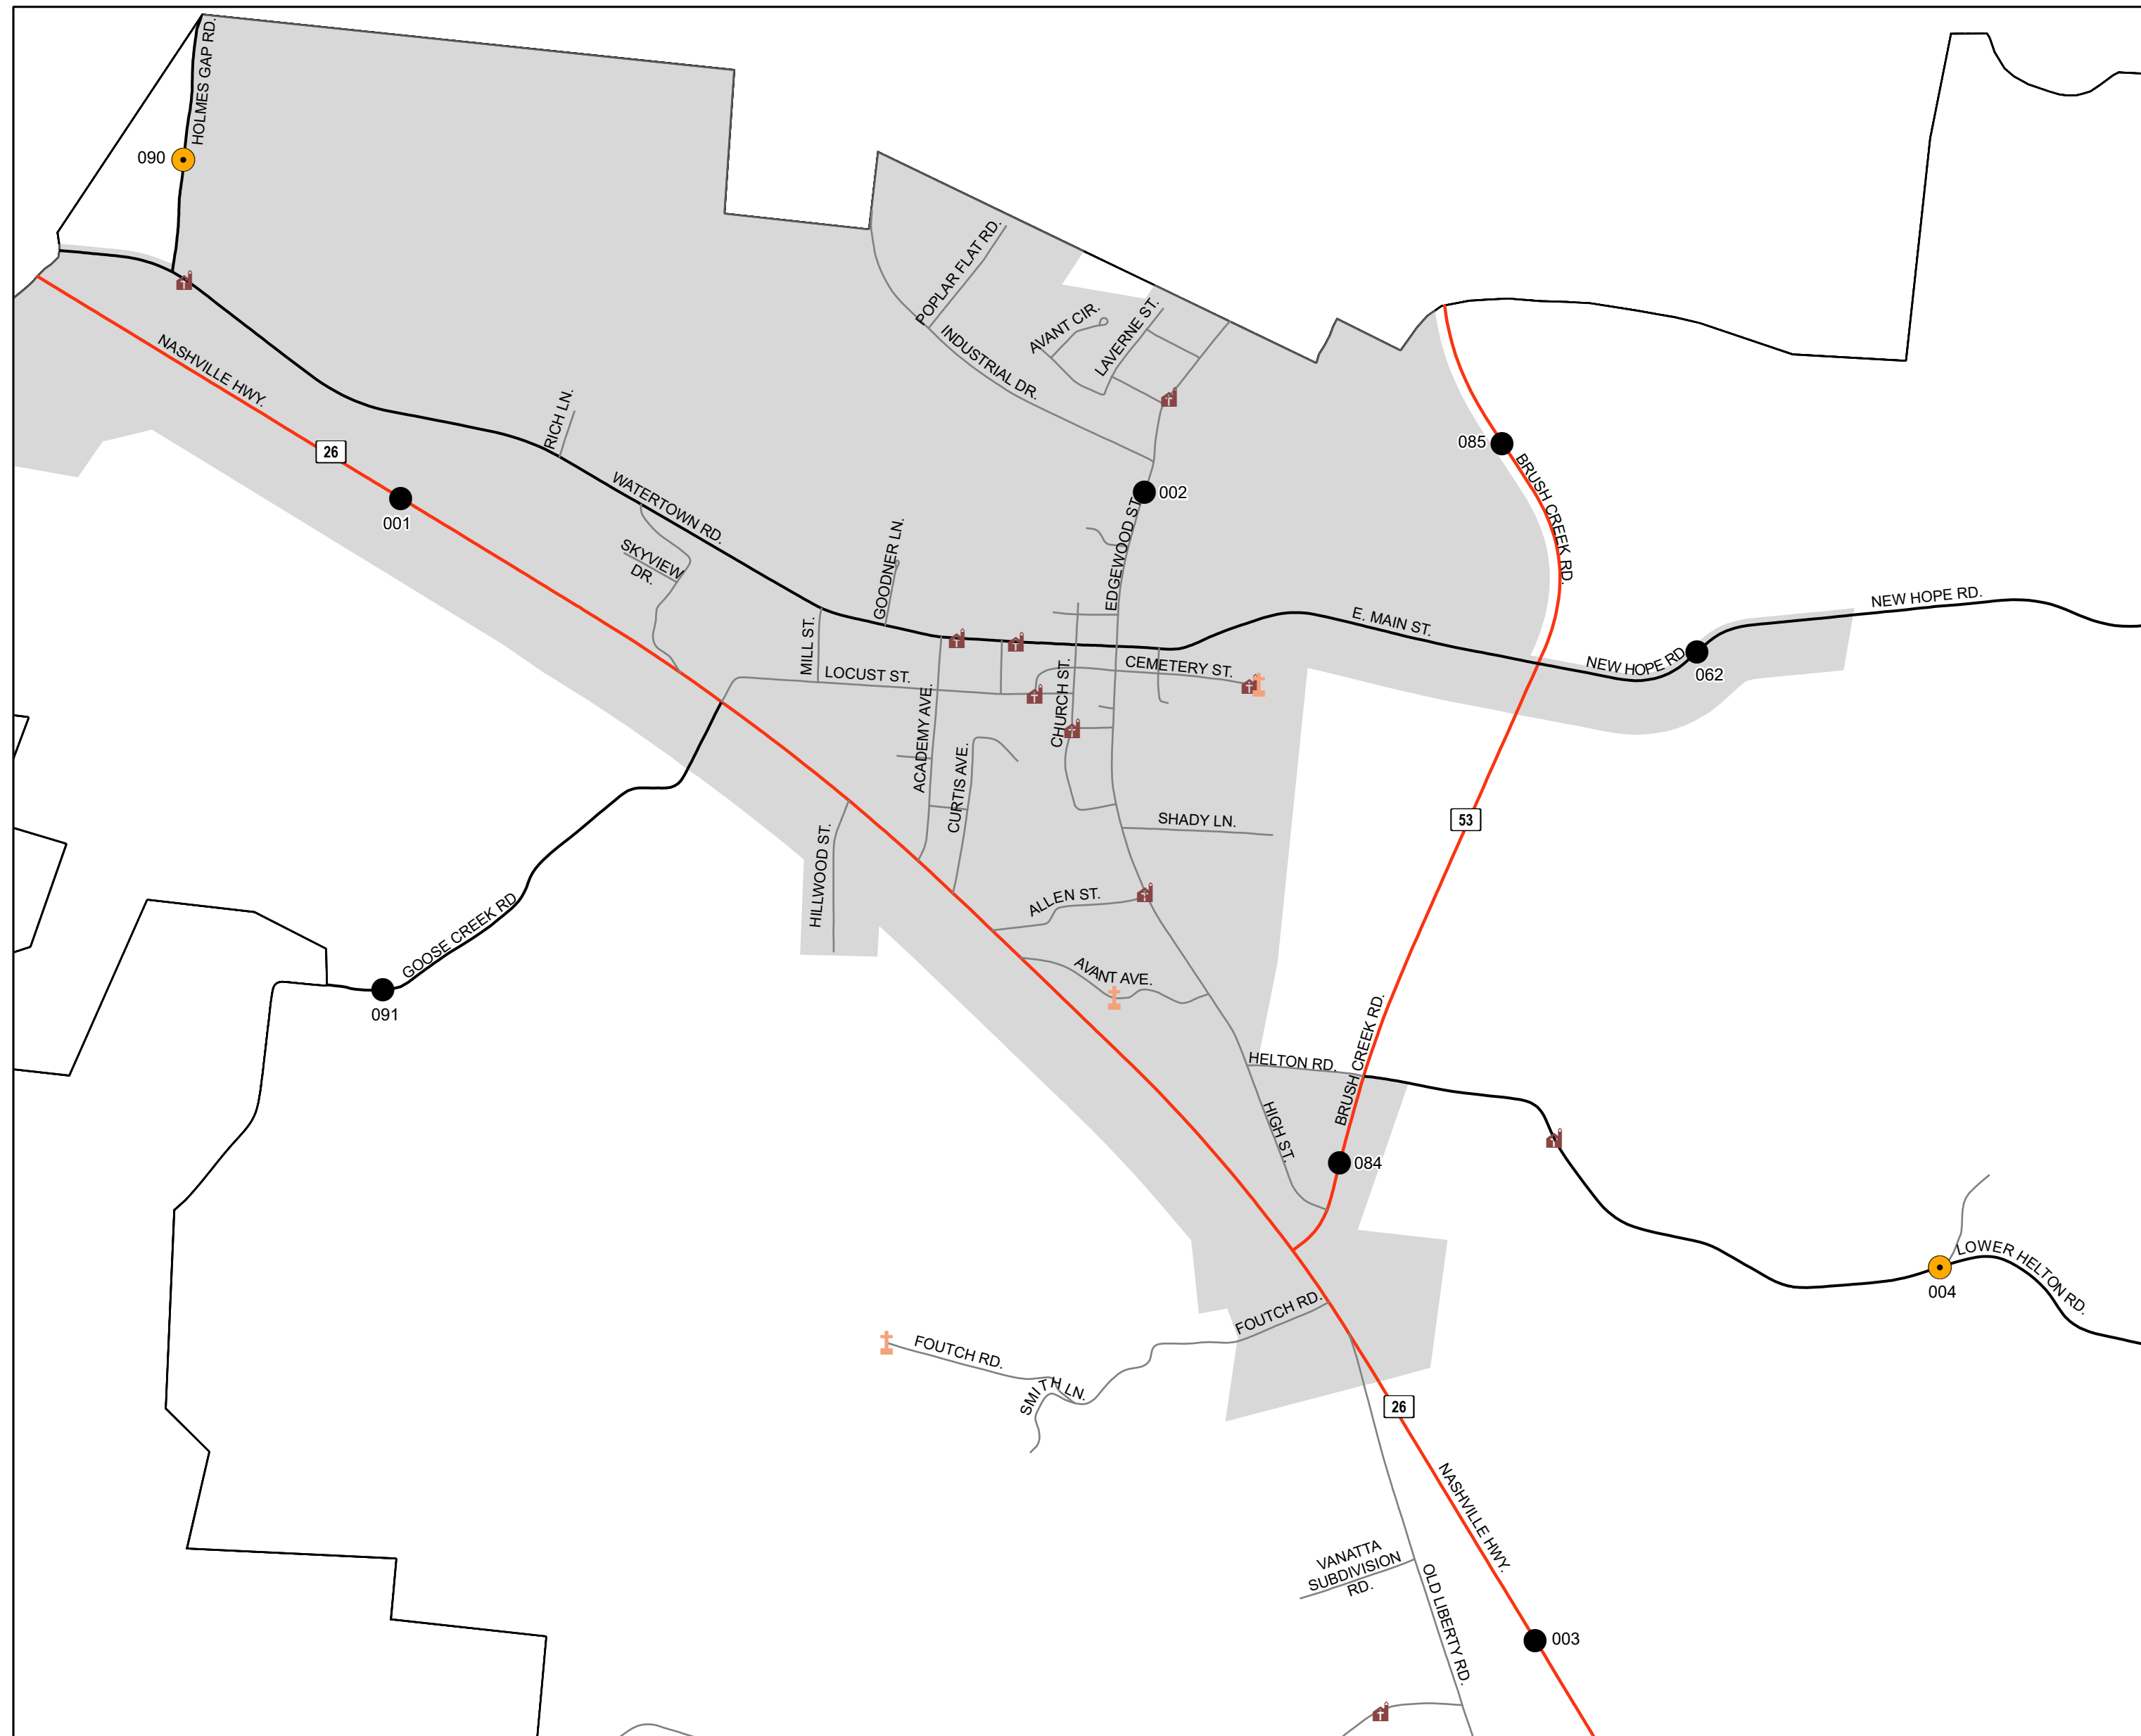 HOLMES GAP RD.
090
POPLAR FLAT RD.
AVANT CIR.
LAVERNE ST.
INDUSTRIAL DR.
NASHVILLE HWY.
26
001
RICH LN.
WATERTOWN RD.
SKYVIEW
DR.
GOODNER LN.
002
EDGEWOOD ST.
085
BRUSH CREEK RD.
E. MAIN ST.
NEW HOPE RD.
NEW HOPE RD
062
MILL ST.
LOCUST ST.
CEMETERY ST.
CHURCH ST.
ACADEMY AVE.
CURTIS AVE.
HILLWOOD ST.
SHADY LN.
53
ALLEN ST.
AVANT AVE.
GOOSE CREEK RD
091
HELTON RD.
BRUSH CREEK RD.
HIGH ST.
084
LOWER HELTON RD.
004
FOUTCH RD.
FOUTCH RD.
SMITH LN.
26
NASHVILLE HWY.
VANATTA
SUBDIVISION
RD.
OLD LIBERTY RD.
003